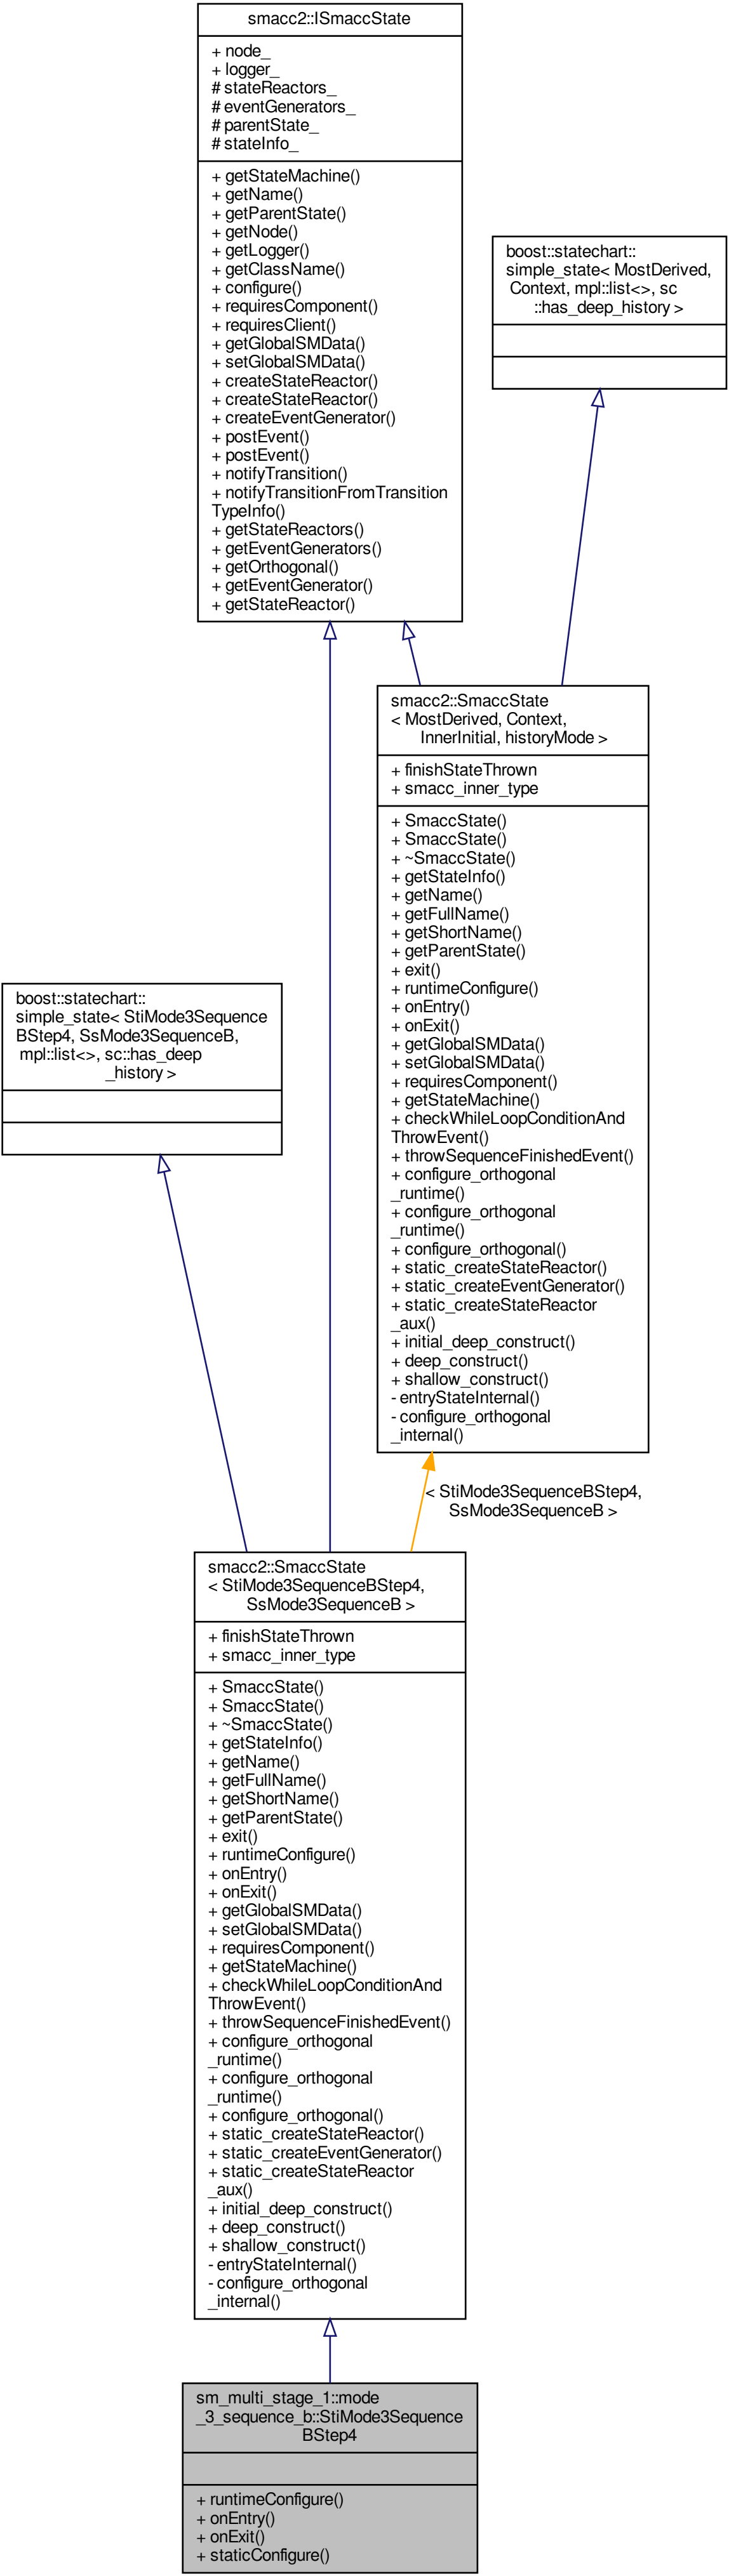 smacc2::ISmaccState
+ node_
+ logger_
# stateReactors_
# eventGenerators_
# parentState_
# stateInfo_
+ getStateMachine()
+ getName()
+ getParentState()
+ getNode()
+ getLogger()
+ getClassName()
+ configure()
+ requiresComponent()
+ requiresClient()
+ getGlobalSMData()
+ setGlobalSMData()
+ createStateReactor()
+ createStateReactor()
+ createEventGenerator()
+ postEvent()
+ postEvent()
+ notifyTransition()
+ notifyTransitionFromTransition
TypeInfo()
+ getStateReactors()
+ getEventGenerators()
+ getOrthogonal()
+ getEventGenerator()
+ getStateReactor()
boost::statechart::
simple_state< MostDerived,
Context, mpl::list<>, sc
::has_deep_history >
smacc2::SmaccState
< MostDerived, Context,
InnerInitial, historyMode >
+ finishStateThrown
+ smacc_inner_type
+ SmaccState()
+ SmaccState()
+ ~SmaccState()
+ getStateInfo()
+ getName()
+ getFullName()
+ getShortName()
+ getParentState()
+ exit()
+ runtimeConfigure()
+ onEntry()
+ onExit()
+ getGlobalSMData()
+ setGlobalSMData()
+ requiresComponent()
+ getStateMachine()
+ checkWhileLoopConditionAnd
ThrowEvent()
+ throwSequenceFinishedEvent()
+ configure_orthogonal
_runtime()
+ configure_orthogonal
_runtime()
+ configure_orthogonal()
+ static_createStateReactor()
+ static_createEventGenerator()
+ static_createStateReactor
_aux()
+ initial_deep_construct()
+ deep_construct()
+ shallow_construct()
- entryStateInternal()
- configure_orthogonal
_internal()
boost::statechart::
simple_state< StiMode3Sequence
BStep4, SsMode3SequenceB,
mpl::list<>, sc::has_deep
_history >
< StiMode3SequenceBStep4,
SsMode3SequenceB >
smacc2::SmaccState
< StiMode3SequenceBStep4,
SsMode3SequenceB >
+ finishStateThrown
+ smacc_inner_type
+ SmaccState()
+ SmaccState()
+ ~SmaccState()
+ getStateInfo()
+ getName()
+ getFullName()
+ getShortName()
+ getParentState()
+ exit()
+ runtimeConfigure()
+ onEntry()
+ onExit()
+ getGlobalSMData()
+ setGlobalSMData()
+ requiresComponent()
+ getStateMachine()
+ checkWhileLoopConditionAnd
ThrowEvent()
+ throwSequenceFinishedEvent()
+ configure_orthogonal
_runtime()
+ configure_orthogonal
_runtime()
+ configure_orthogonal()
+ static_createStateReactor()
+ static_createEventGenerator()
+ static_createStateReactor
_aux()
+ initial_deep_construct()
+ deep_construct()
+ shallow_construct()
- entryStateInternal()
- configure_orthogonal
_internal()
sm_multi_stage_1::mode
_3_sequence_b::StiMode3Sequence
BStep4
+ runtimeConfigure()
+ onEntry()
+ onExit()
+ staticConfigure()